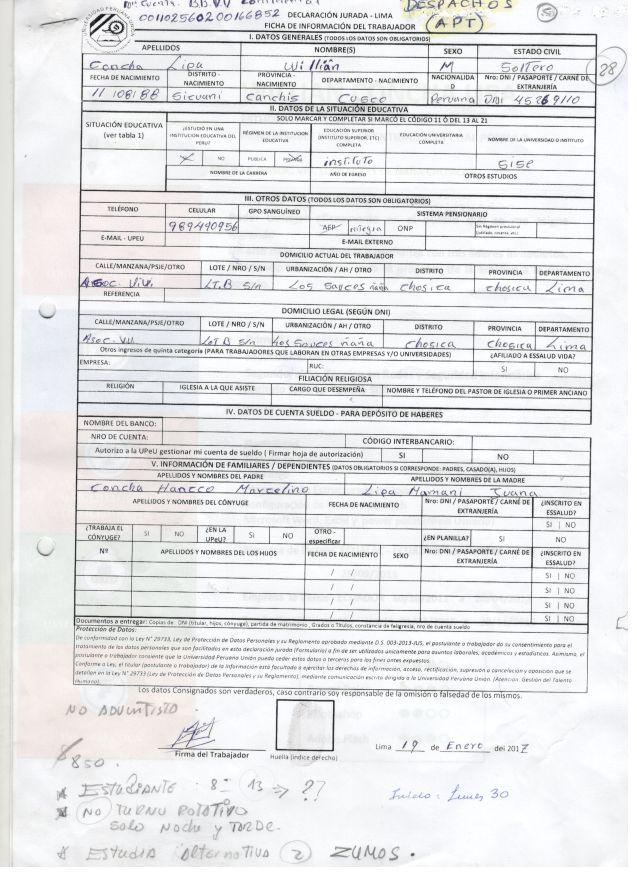 Nº Cuenta. B.B.V.V Continental
DESPACHOS
00110256020016 6852 DECLARACIÓN JURADA - LIMA (APT)
FICHA DE INFORMACIÓN DEL TRABAJADOR
I. DATOS GENERALES (TODOS LOS DATOS SON OBLIGATORIOS)
APELLIDOS NOMBRE(S) SEXO ESTADO CIVIL
Concha Lipa Willián M Soltero
88
FECHA DE NACIMIENTO DISTRITO - NACIMIENTO PROVINCIA - NACIMIENTO DEPARTAMENTO - NACIMIENTO NACIONALIDAD Nro: DNI / PASAPORTE / CARNÉ DE EXTRANJERÍA
11/08/88 Sicuani Canchis Cusco Peruana DNI 45269110
II. DATOS DE LA SITUACIÓN EDUCATIVA
SITUACIÓN EDUCATIVA (ver tabla 1)
SOLO MARCAR Y COMPLETAR SI MARCÓ EL CÓDIGO 11 Ó DEL 13 AL 21
¿ESTUDIÓ EN UNA INSTITUCIÓN EDUCATIVA DEL PERU? RÉGIMEN DE LA INSTITUCION EDUCATIVA EDUCACIÓN SUPERIOR (INSTITUTO SUPERIOR, ETC) COMPLETA EDUCACIÓN UNIVERSITARIA COMPLETA NOMBRE DE LA UNIVERSIDAD O INSTITUTO
NO PUBLICA PRIVADA instituto SISE
NOMBRE DE LA CARRERA AÑO DE EGRESO OTROS ESTUDIOS
III. OTROS DATOS (TODOS LOS DATOS SON OBLIGATORIOS)
TELÉFONO CELULAR GPO SANGUÍNEO SISTEMA PENSIONARIO
989490956 AFP integra ONP
E-MAIL - UPEU E-MAIL EXTERNO
DOMICILIO ACTUAL DEL TRABAJADOR
CALLE/MANZANA/PSJE/OTRO LOTE / NRO / S/N URBANIZACIÓN / AH / OTRO DISTRITO PROVINCIA DEPARTAMENTO
Asoc. Viv. LT.B S/n Los Sauces ñaña Chosica Chosica Lima
REFERENCIA
DOMICILIO LEGAL (SEGÚN DNI)
CALLE/MANZANA/PSJE/OTRO LOTE / NRO / S/N URBANIZACIÓN / AH / OTRO DISTRITO PROVINCIA DEPARTAMENTO
Asoc. Viv LOT B S/n Los Sauces ñaña Chosica Chosica Lima
Otros ingresos de quinta categoría (PARA TRABAJADORES QUE LABORAN EN OTRAS EMPRESAS Y/O UNIVERSIDADES) ¿AFILIADO A ESSALUD VIDA?
EMPRESA: RUC: SI NO
FILIACIÓN RELIGIOSA
RELIGIÓN IGLESIA A LA QUE ASISTE CARGO QUE DESEMPEÑA NOMBRE Y TELÉFONO DEL PASTOR DE IGLESIA O PRIMER ANCIANO
IV. DATOS DE CUENTA SUELDO - PARA DEPÓSITO DE HABERES
NOMBRE DEL BANCO:
NRO DE CUENTA: CÓDIGO INTERBANCARIO:
Autorizo a la UPeU gestionar mi cuenta de sueldo ( Firmar hoja de autorización) SI NO
V. INFORMACIÓN DE FAMILIARES / DEPENDIENTES (DATOS OBLIGATORIOS SI CORRESPONDE: PADRES, CASADO(A), HIJOS)
APELLIDOS Y NOMBRES DEL PADRE APELLIDOS Y NOMBRES DE LA MADRE
Concha Hancco Marcelino Lipa Mamani Juana
APELLIDOS Y NOMBRES DEL CÓNYUGE FECHA DE NACIMIENTO Nro: DNI / PASAPORTE / CARNÉ DE EXTRANJERÍA ¿INSCRITO EN ESSALUD?
SI NO
¿TRABAJA EL CÓNYUGE? SI NO ¿EN LA UPeU? SI NO OTRO - especificar ¿EN PLANILLA? SI NO
Nº APELLIDOS Y NOMBRES DE LOS HIJOS FECHA DE NACIMIENTO SEXO Nro: DNI / PASAPORTE / CARNÉ DE EXTRANJERÍA ¿INSCRITO EN ESSALUD?
/ / SI NO
/ / SI NO
/ / SI NO
/ / SI NO
Documentos a entregar: Copias de: DNI (titular, hijos, cónyuge), partida de matrimonio , Grados o Títulos, constancia de feligresía, nro de cuenta sueldo
Protección de Datos:
De conformidad con la Ley N° 29733, Ley de Protección de Datos Personales y su Reglamento aprobado mediante D.S. 003-2013-JUS, el postulante o trabajador da su consentimiento para el
tratamiento de los datos personales que son facilitados en esta declaración jurada (Formulario) a fin de ser utilizados únicamente para asuntos laborales, académicos y estadísticos. Asimismo, el
postulante o trabajador consiente que la Universidad Peruana Unión pueda ceder estos datos a terceros para los fines antes expuestos.
Conforme a Ley, el titular (postulante o trabajador) de la información está facultado a ejercitar los derechos de información, acceso, rectificación, supresión o cancelación y oposición que se
detallan en la Ley N° 29733 (Ley de Protección de Datos Personales y su Reglamento), mediante comunicación escrita dirigida a la Universidad Peruana Unión (Atención: Gestión del Talento
Humano).
Los datos Consignados son verdaderos, caso contrario soy responsable de la omisión o falsedad de los mismos.
NO ADVENTISTO.
Firma del Trabajador Huella (índice derecho) Lima 19 de Enero del 2017
850.
ESTUDIANTE : 8- 13 => ??
Inicio : Lunes 30
NO TURNO ROTATIVO
SOLO NOCHE Y TARDE.
ESTUDIA Alternativa 2 ZUMOS.